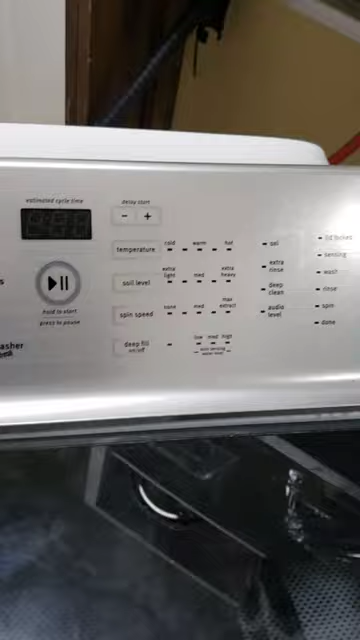 estimated cycle time
delay start
- +
temperature
cold warm hot
soil level
extra light med extra heavy
spin speed
none med max extract
deep fill
on/off
low med high
auto sensing
water level
hold to start
press to pause
extra rinse
deep clean
audio level
lid locked
sensing
wash
rinse
spin
done
asher